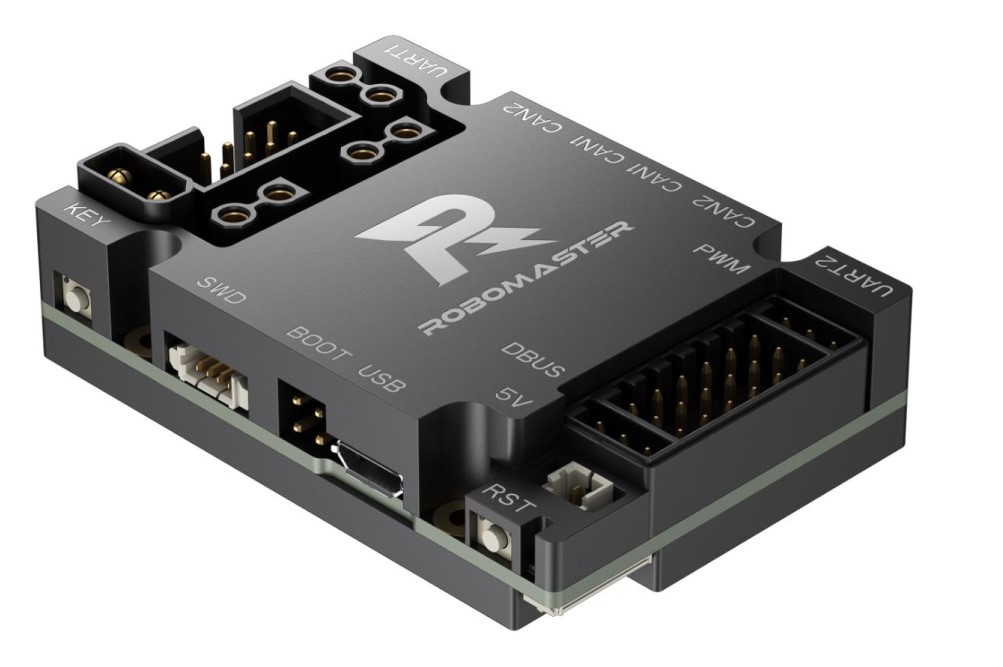 UART1
CAN2
CAN1
CAN1
CAN2
PWM
UART2
KEY
SWD
BOOT
USB
DBUS
5V
RST
ROBOMASTER